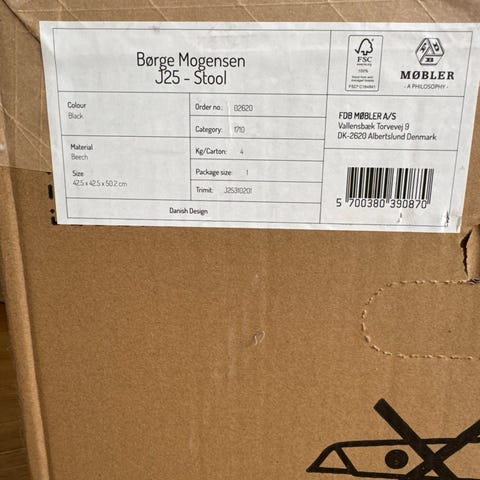 Børge Mogensen
J25 - Stool
Colour
Black
Material
Beech
Size
42.5 x 42.5 x 50.2 cm
Order no.: 02620
Category: 1710
Kg/Carton: 4
Package size: 1
Trimit: J25310201
Danish Design
FSC
100%
B
MØBLER
- A PHILOSOPHY -
FDB MØBLER A/S
Vallensbæk Torvevej 9
DK-2620 Albertslund Denmark
5 700380 390870